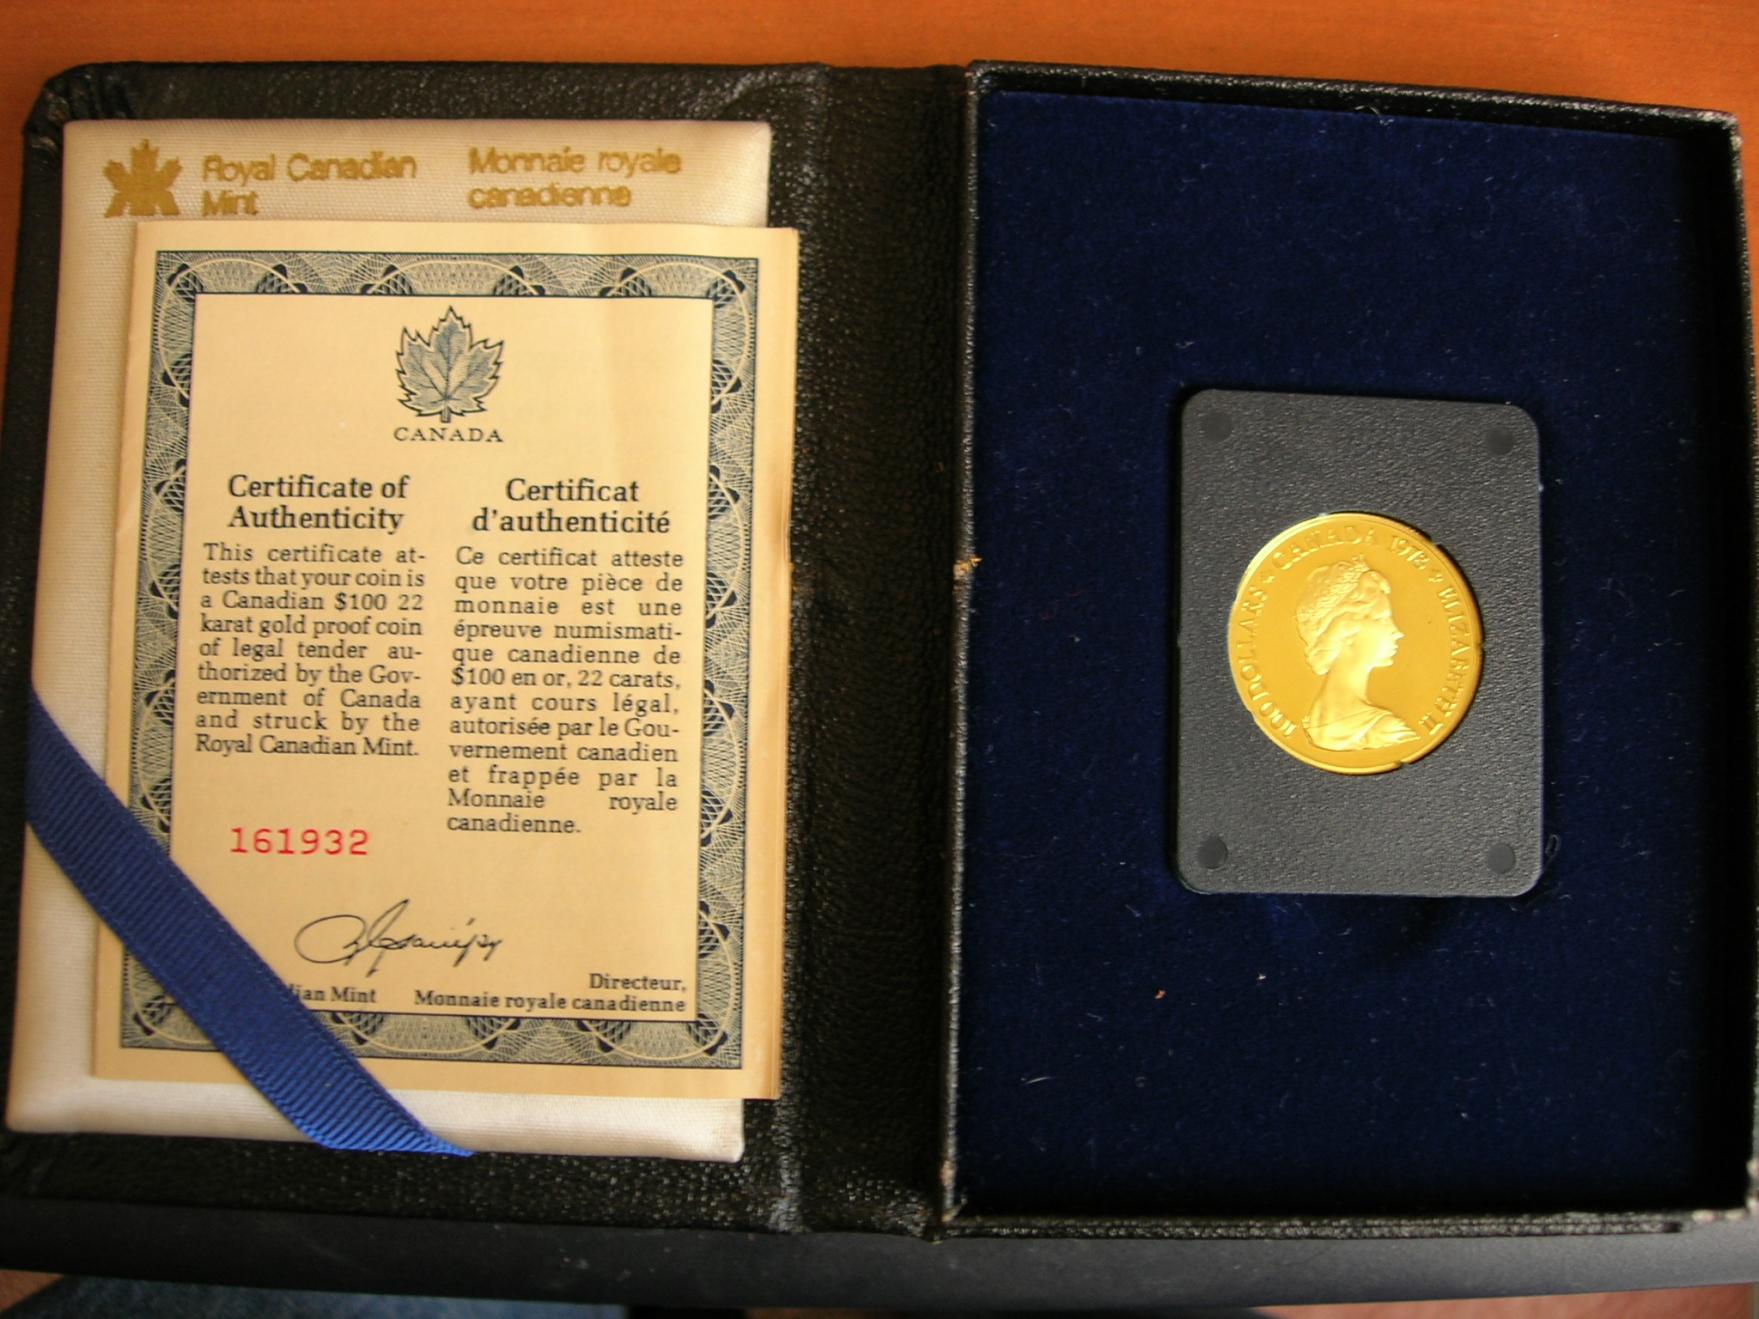 Royal Canadian
Mint
Monnaie royale
canadienne
CANADA
Certificate of
Authenticity
This certificate at-
tests that your coin is
a Canadian $100 22
karat gold proof coin
of legal tender au-
thorized by the Gov-
ernment of Canada
and struck by the
Royal Canadian Mint.
Certificat
d'authenticité
Ce certificat atteste
que votre pièce de
monnaie est une
épreuve numismati-
que canadienne de
$100 en or, 22 carats,
ayant cours légal,
autorisée par le Gou-
vernement canadien
et frappée par la
Monnaie royale
canadienne.
161932
dian Mint
Directeur,
Monnaie royale canadienne
100 DOLLARS • CANADA 1978 • ELIZABETH II